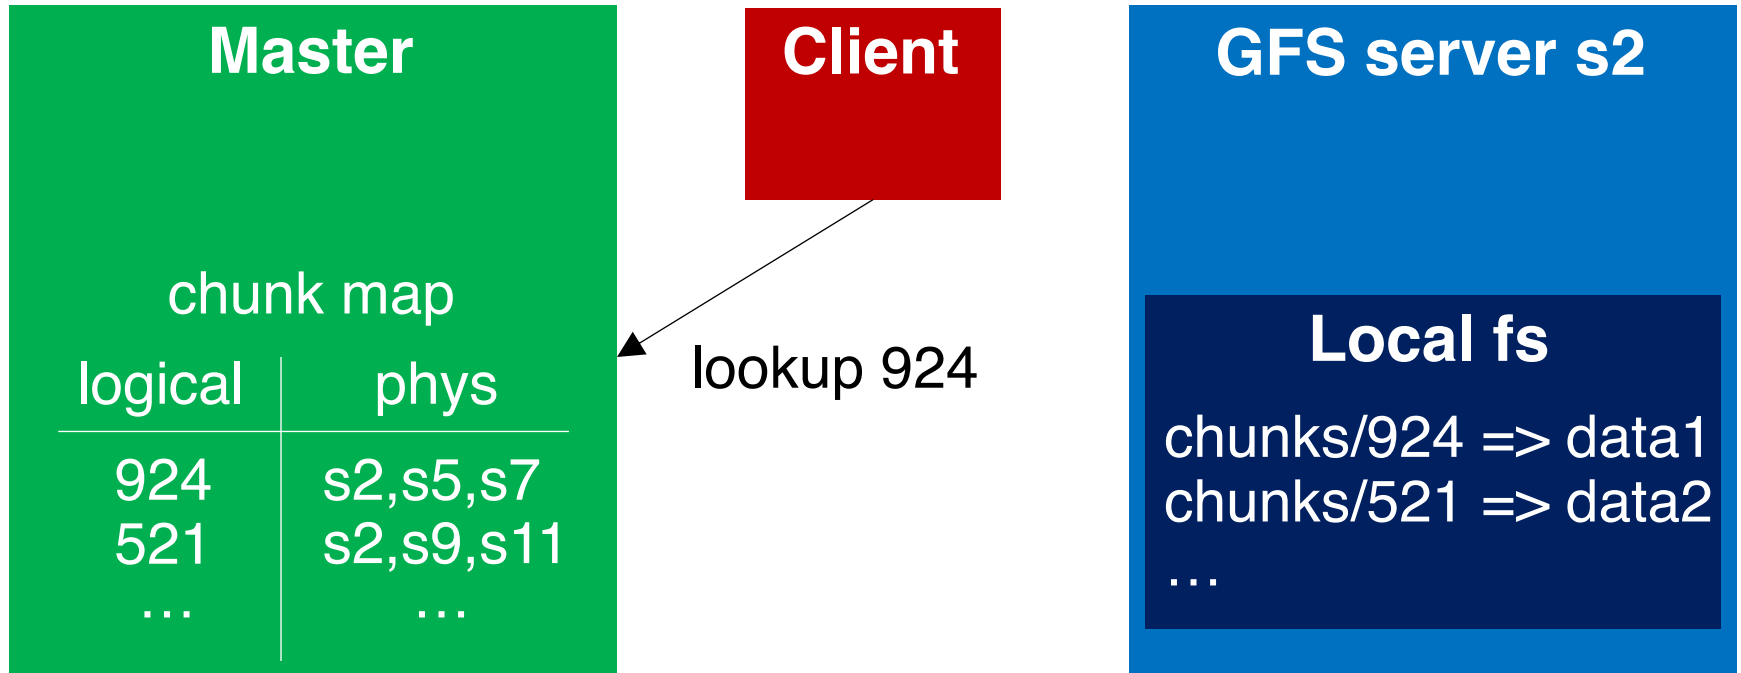 Master
chunk map
logical phys
924 s2,s5,s7
521 s2,s9,s11
… …
Client
lookup 924
GFS server s2
Local fs
chunks/924 => data1
chunks/521 => data2
…